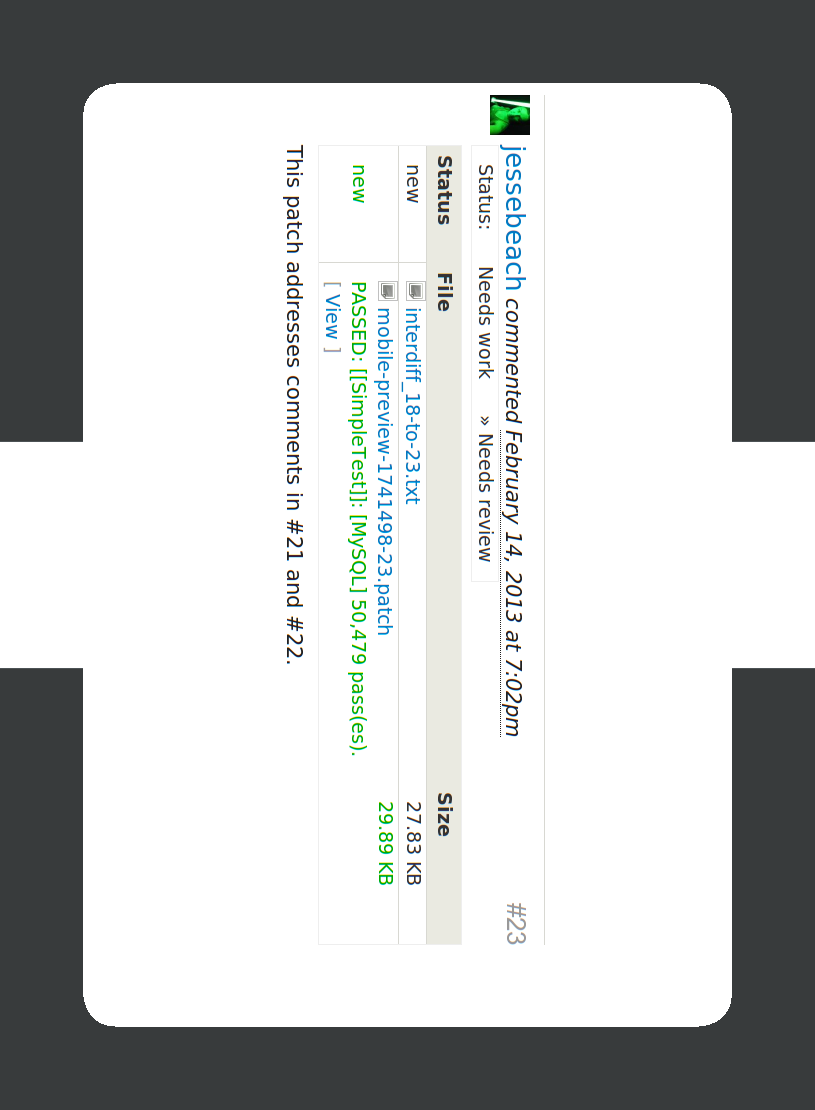 #23
jessebeach commented February 14, 2013 at 7:02pm
Status: Needs work » Needs review
Status File Size
new interdiff_18-to-23.txt 27.83 KB
new mobile-preview-1741498-23.patch 29.89 KB
PASSED: [[SimpleTest]]: [MySQL] 50,479 pass(es).
[ View ]
This patch addresses comments in #21 and #22.